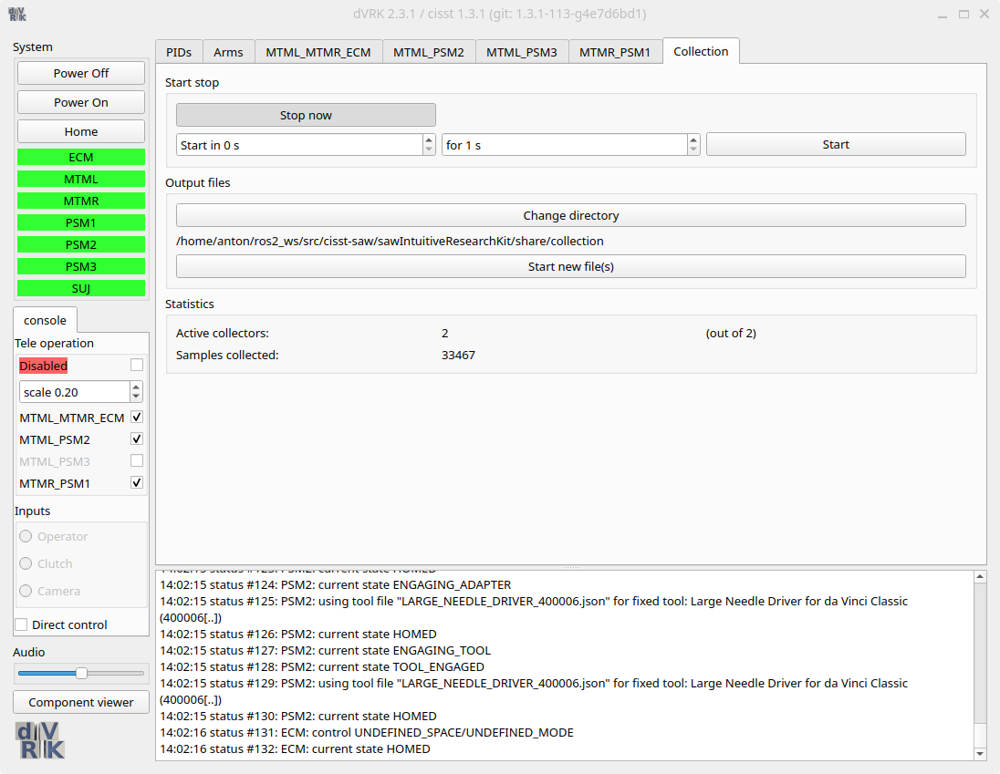 dVRK 2.3.1 / cisst 1.3.1 (git: 1.3.1-113-g4e7d6bd1)
System
Power Off
Power On
Home
ECM
MTML
MTMR
PSM1
PSM2
PSM3
SUJ
console
Tele operation
Disabled
scale 0.20
MTML_MTMR_ECM
MTML_PSM2
MTML_PSM3
MTMR_PSM1
Inputs
Operator
Clutch
Camera
Direct control
Audio
Component viewer
dVRK
PIDs Arms MTML_MTMR_ECM MTML_PSM2 MTML_PSM3 MTMR_PSM1 Collection
Start stop
Stop now
Start in 0 s for 1 s Start
Output files
Change directory
/home/anton/ros2_ws/src/cisst-saw/sawIntuitiveResearchKit/share/collection
Start new file(s)
Statistics
Active collectors: 2 (out of 2)
Samples collected: 33467
14:02:15 status #123: PSM2: current state HOMED
14:02:15 status #124: PSM2: current state ENGAGING_ADAPTER
14:02:15 status #125: PSM2: using tool file "LARGE_NEEDLE_DRIVER_400006.json" for fixed tool: Large Needle Driver for da Vinci Classic
(400006[..])
14:02:15 status #126: PSM2: current state HOMED
14:02:15 status #127: PSM2: current state ENGAGING_TOOL
14:02:15 status #128: PSM2: current state TOOL_ENGAGED
14:02:15 status #129: PSM2: using tool file "LARGE_NEEDLE_DRIVER_400006.json" for fixed tool: Large Needle Driver for da Vinci Classic
(400006[..])
14:02:15 status #130: PSM2: current state HOMED
14:02:16 status #131: ECM: control UNDEFINED_SPACE/UNDEFINED_MODE
14:02:16 status #132: ECM: current state HOMED